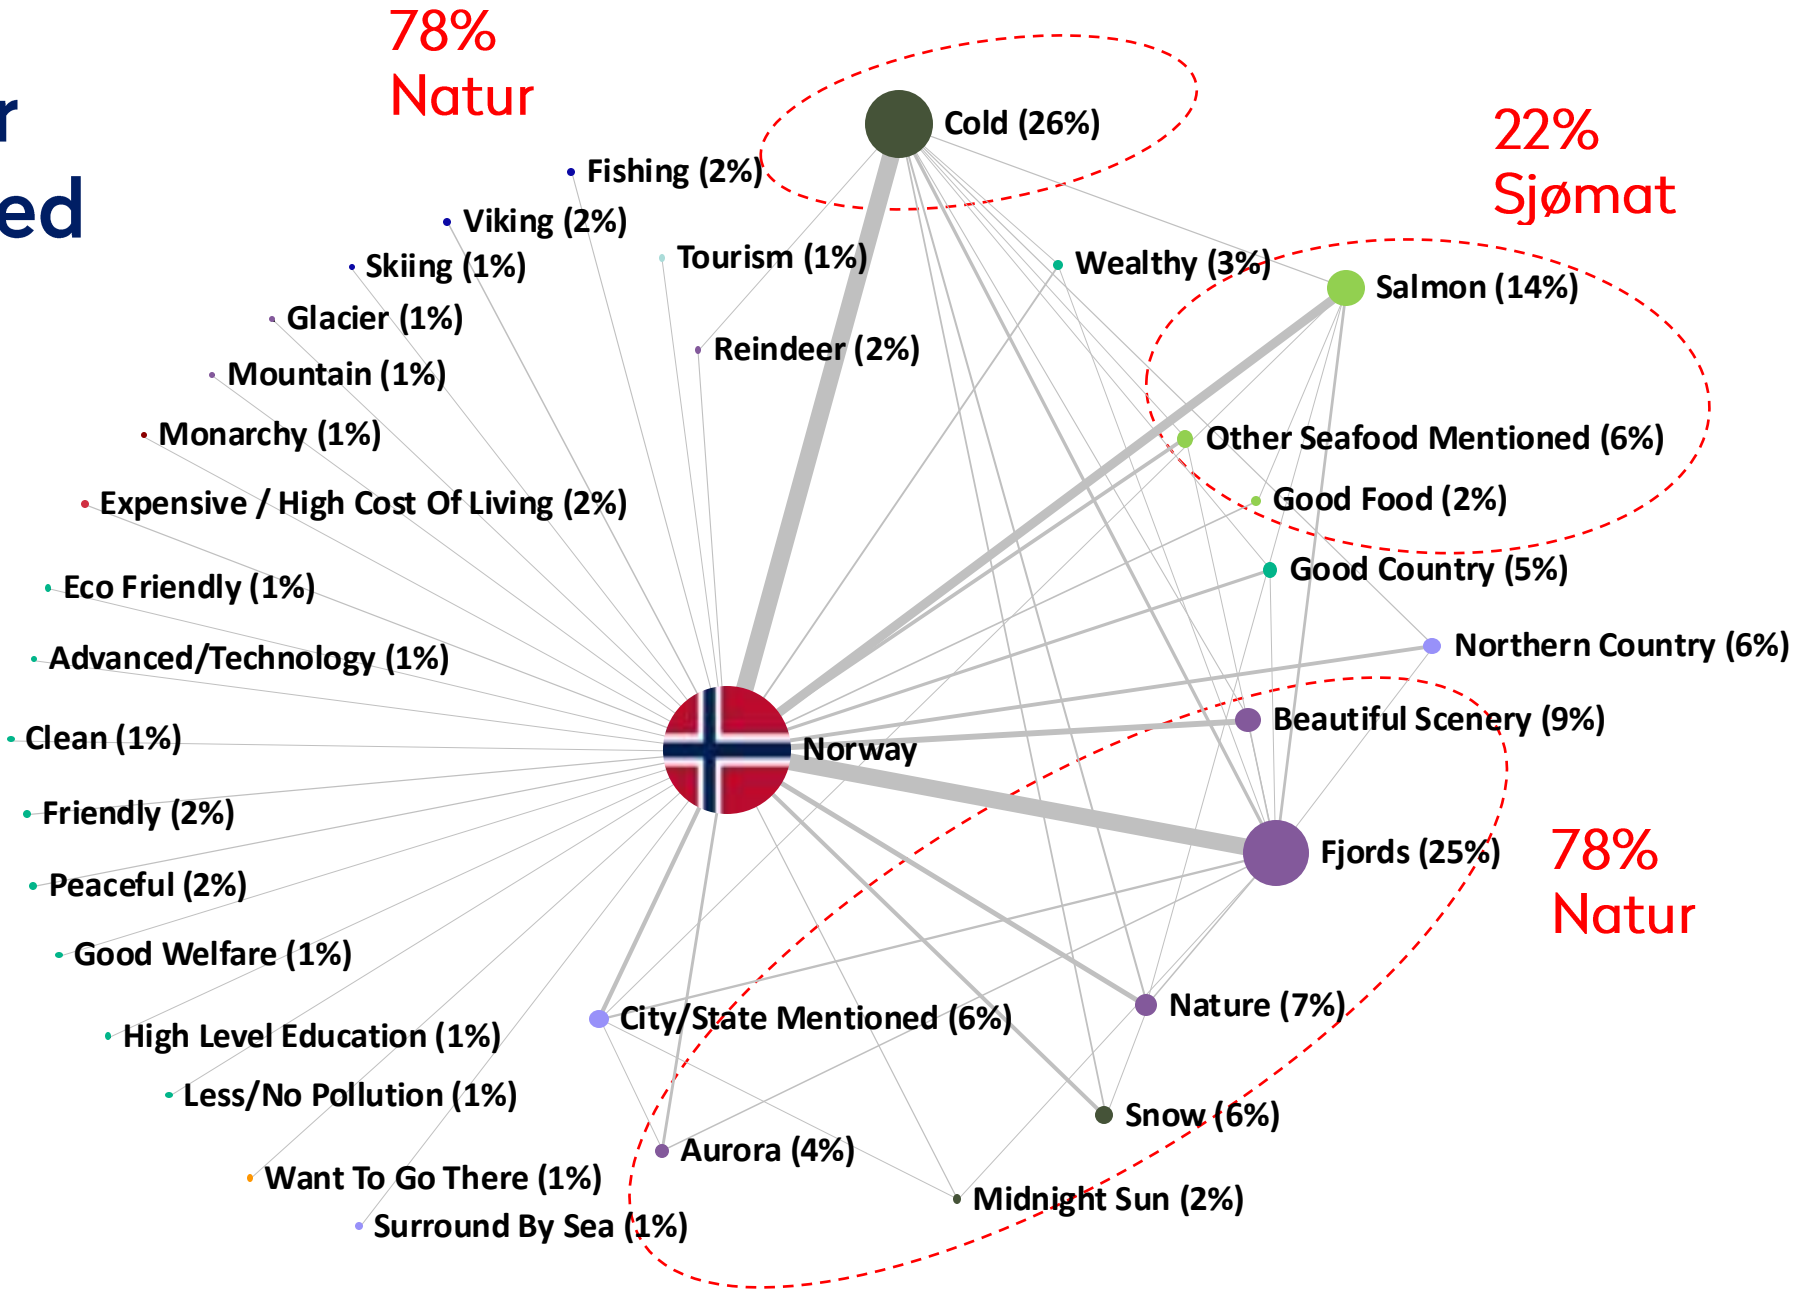 78%
Natur
Cold (26%)
22%
Sjømat
Fishing (2%)
Viking (2%)
Skiing (1%)
Tourism (1%)
Wealthy (3%)
Salmon (14%)
Glacier (1%)
Reindeer (2%)
Mountain (1%)
Monarchy (1%)
Other Seafood Mentioned (6%)
Expensive / High Cost Of Living (2%)
Good Food (2%)
Eco Friendly (1%)
Good Country (5%)
Advanced/Technology (1%)
Northern Country (6%)
Beautiful Scenery (9%)
Clean (1%)
Norway
Friendly (2%)
Fjords (25%)
78%
Natur
Peaceful (2%)
Good Welfare (1%)
City/State Mentioned (6%)
Nature (7%)
High Level Education (1%)
Less/No Pollution (1%)
Snow (6%)
Aurora (4%)
Want To Go There (1%)
Midnight Sun (2%)
Surround By Sea (1%)